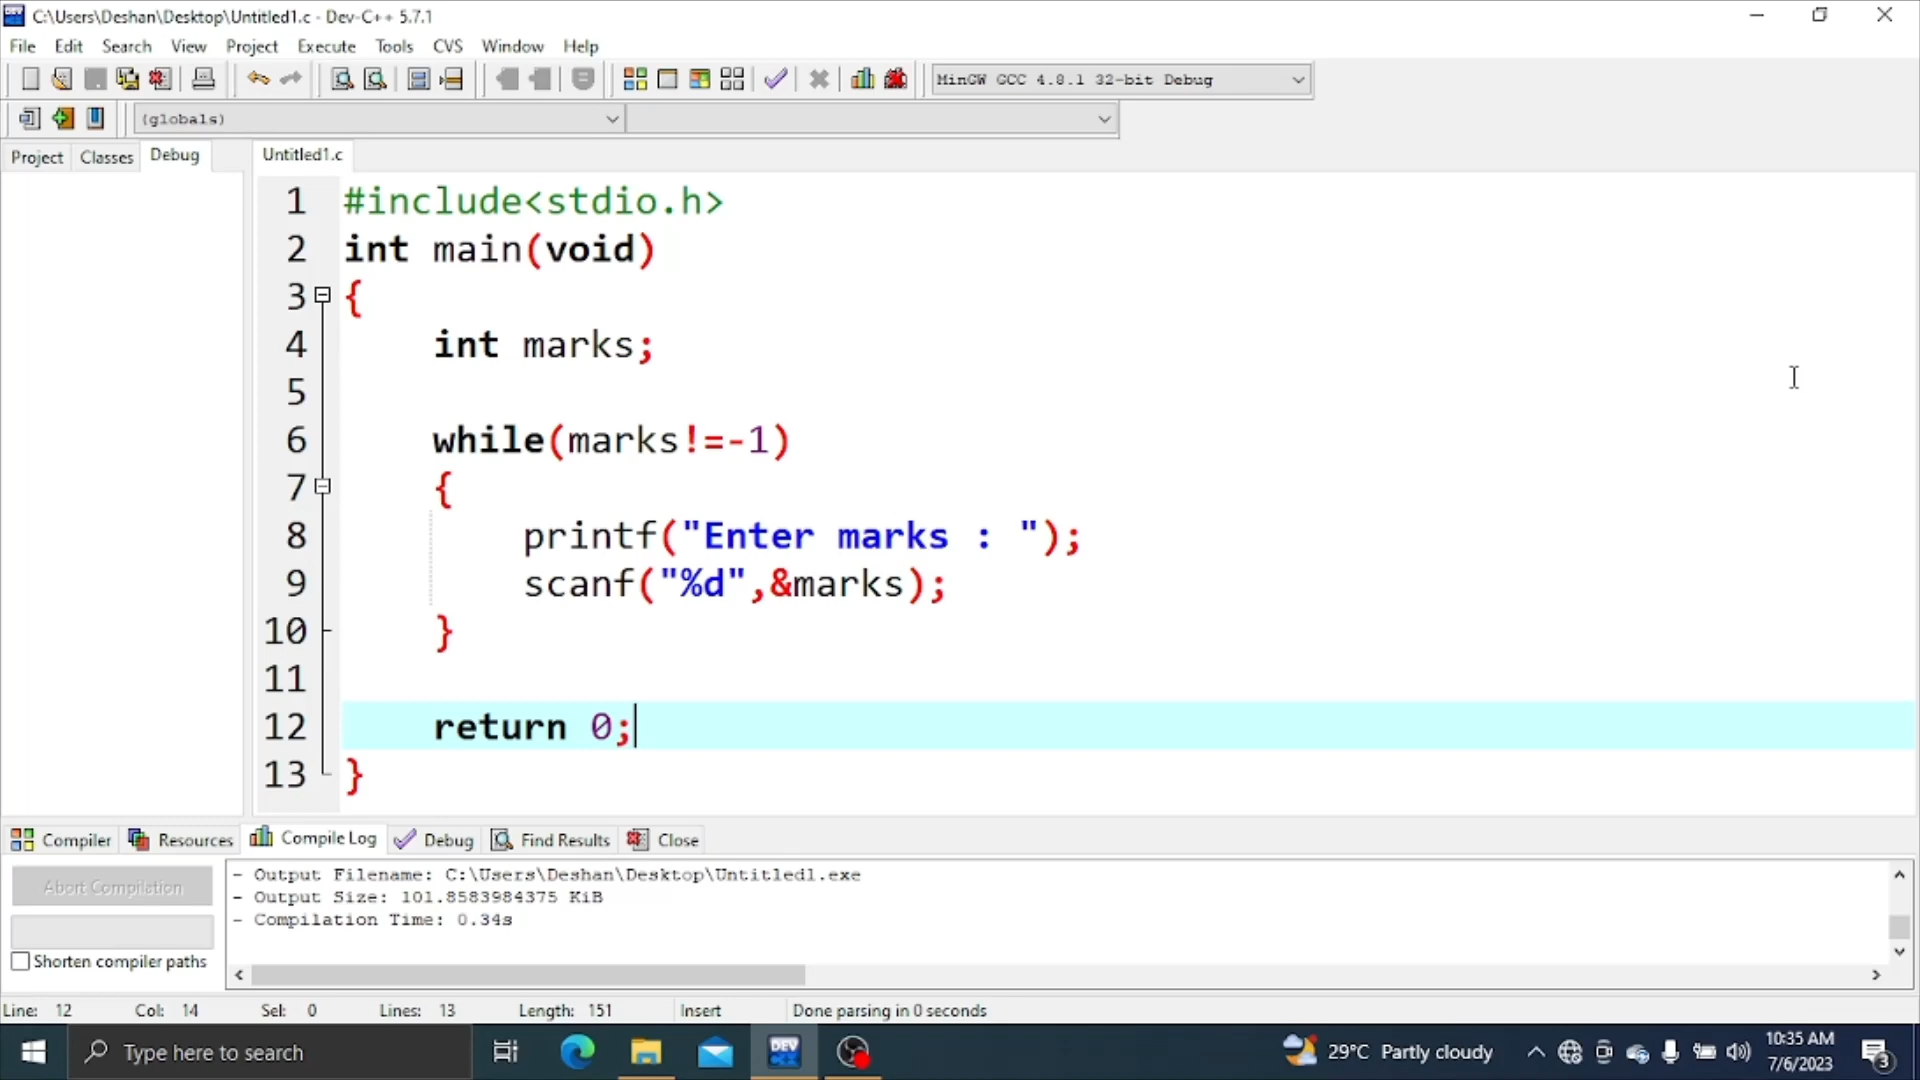 C:\Users\Deshan\Desktop\Untitled1.c - Dev-C++ 5.7.1
File Edit Search View Project Execute Tools CVS Window Help
MinGW GCC 4.8.1 32-bit Debug
(globals)
Project Classes Debug Untitled1.c
1 #include<stdio.h>
2 int main(void)
3 {
4 int marks;
5
6 while(marks!=-1)
7 {
8 printf("Enter marks : ");
9 scanf("%d",&marks);
10 }
11
12 return 0;
13 }
Compiler Resources Compile Log Debug Find Results Close
Abort Compilation
- Output Filename: C:\Users\Deshan\Desktop\Untitled1.exe
- Output Size: 101.8583984375 KiB
- Compilation Time: 0.34s
Shorten compiler paths
Line: 12 Col: 14 Sel: 0 Lines: 13 Length: 151 Insert Done parsing in 0 seconds
Type here to search
DEV
29°C Partly cloudy
10:35 AM
7/6/2023
3